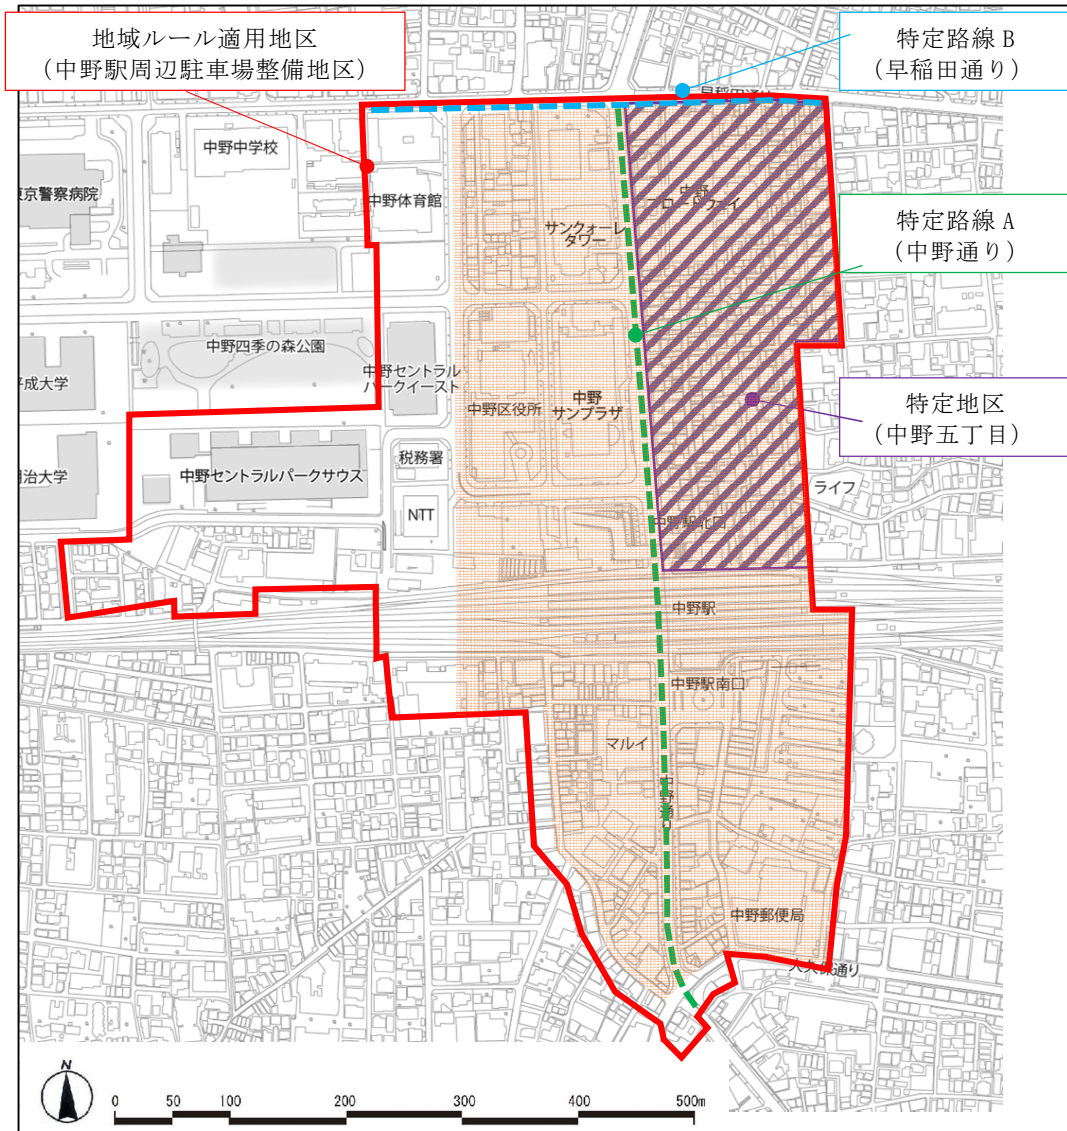 地域ルール適用地区
（中野駅周辺駐車場整備地区）
特定路線 B
（早稲田通り）
早稲田通り
中野中学校
東京警察病院
中野体育館
中野
ブロードウェイ
特定路線 A
（中野通り）
サンクォーレ
タワー
中野四季の森公園
平成大学
中野セントラル
パークイースト
中野区役所
中野
サンプラザ
特定地区
（中野五丁目）
明治大学
中野セントラルパークサウス
税務署
NTT
ライフ
中野駅北口
中野駅
中野駅南口
マルイ
中野通り
中野郵便局
大久保通り
N
0 50 100 200 300 400 500m